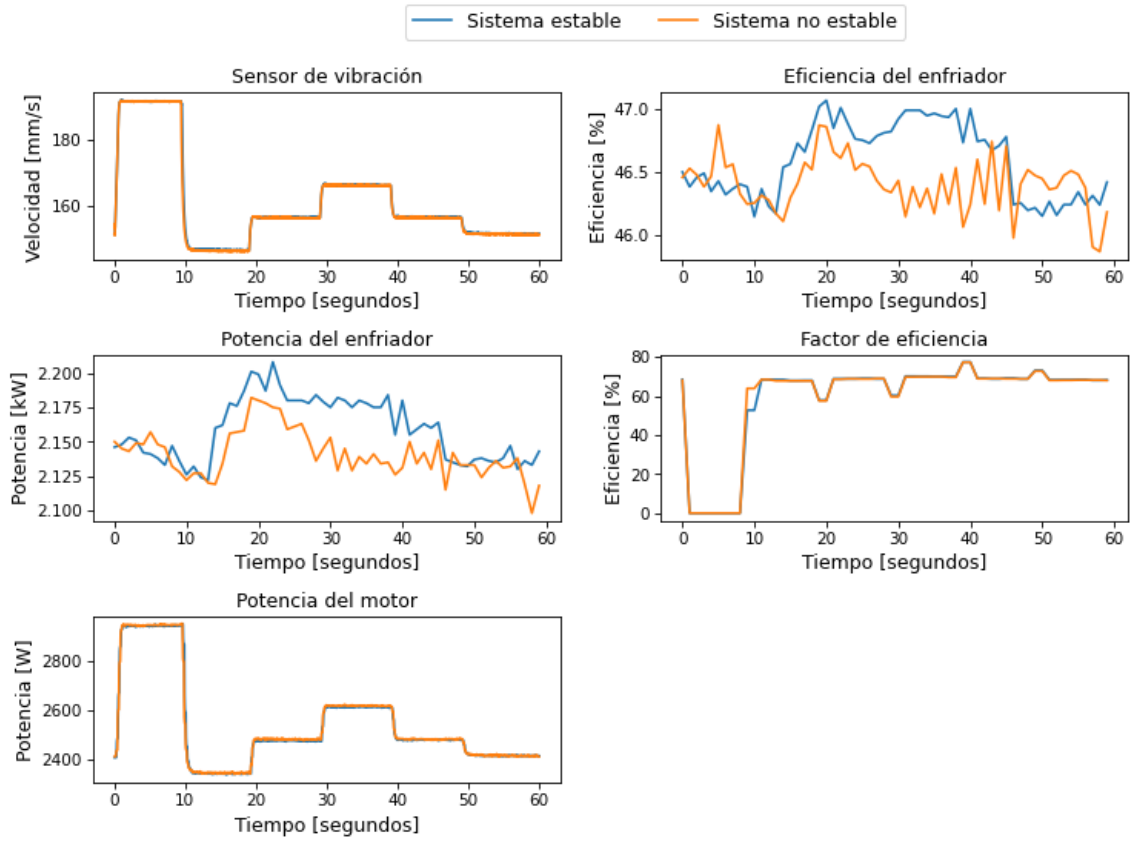 Sistema estable Sistema no estable
Sensor de vibración
Velocidad [mm/s]
180
160
0 10 20 30 40 50 60
Tiempo [segundos]
Eficiencia del enfriador
Eficiencia [%]
47.0
46.5
46.0
0 10 20 30 40 50 60
Tiempo [segundos]
Potencia del enfriador
Potencia [kW]
2.200
2.175
2.150
2.125
2.100
0 10 20 30 40 50 60
Tiempo [segundos]
Factor de eficiencia
Eficiencia [%]
80
60
40
20
0
0 10 20 30 40 50 60
Tiempo [segundos]
Potencia del motor
Potencia [W]
2800
2600
2400
0 10 20 30 40 50 60
Tiempo [segundos]